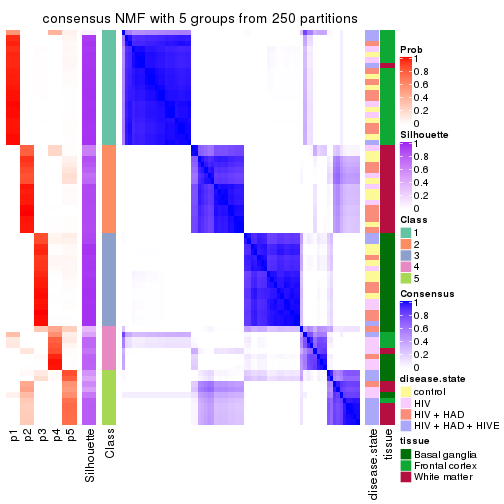 consensus NMF with 5 groups from 250 partitions
p1
p2
p3
p4
p5
Silhouette
Class
disease.state
tissue
Prob
1
0.8
0.6
0.4
0.2
0
Silhouette
1
0.8
0.6
0.4
0.2
0
Class
1
2
3
4
5
Consensus
1
0.8
0.6
0.4
0.2
0
disease.state
control
HIV
HIV + HAD
HIV + HAD + HIVE
tissue
Basal ganglia
Frontal cortex
White matter